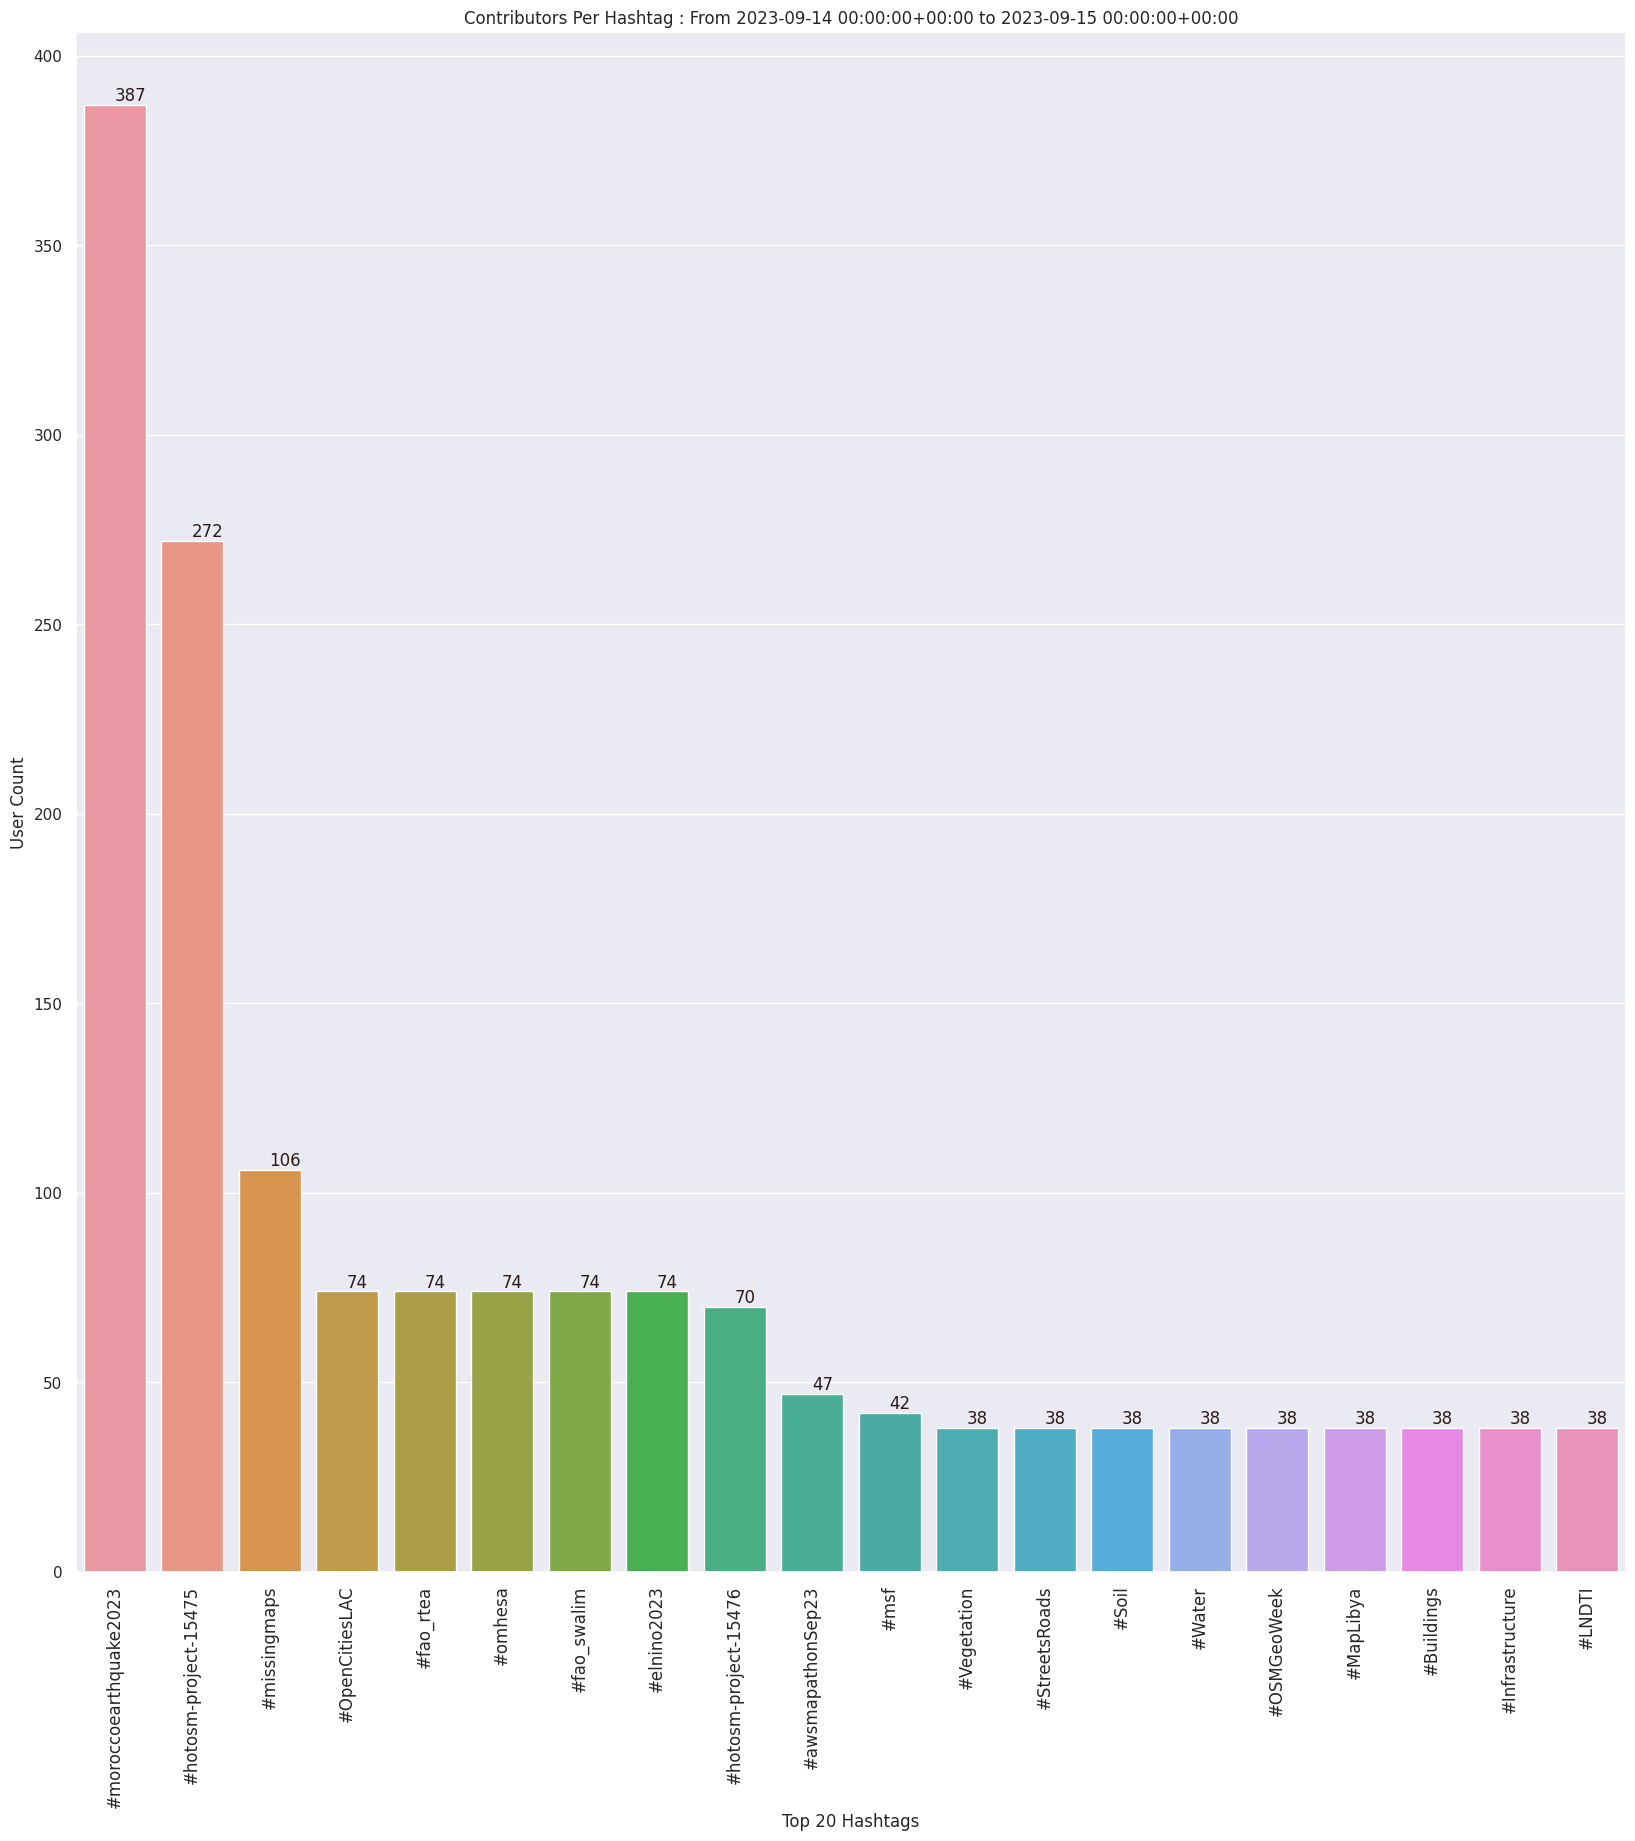 Contributors Per Hashtag : From 2023-09-14 00:00:00+00:00 to 2023-09-15 00:00:00+00:00
400
350
300
250
200
150
100
50
0
User Count
387
272
106
74
74
74
74
74
70
47
42
38
38
38
38
38
38
38
38
38
#moroccoearthquake2023
#hotosm-project-15475
#missingmaps
#OpenCitiesLAC
#fao_rtea
#omhesa
#fao_swalim
#elnino2023
#hotosm-project-15476
#awsmapathonSep23
#msf
#Vegetation
#StreetsRoads
#Soil
#Water
#OSMGeoWeek
#MapLibya
#Buildings
#Infrastructure
#LNDTI
Top 20 Hashtags